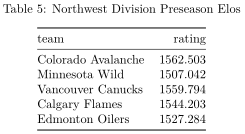 Table 5: Northwest Division Preseason Elos
team rating
Colorado Avalanche 1562.503
Minnesota Wild 1507.042
Vancouver Canucks 1559.794
Calgary Flames 1544.203
Edmonton Oilers 1527.284